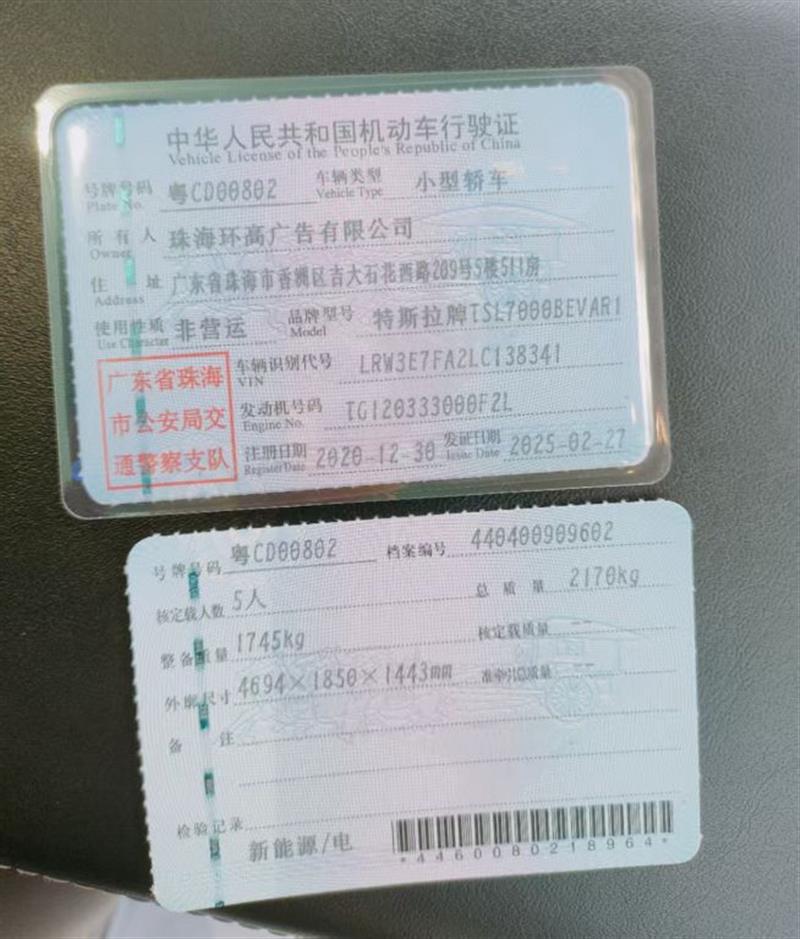 中华人民共和国机动车行驶证
Vehicle License of the People's Republic of China
号牌号码 粤CD00802 车辆类型 小型轿车
Plate No. Vehicle Type
所有人 珠海环高广告有限公司
Owner
住址 广东省珠海市香洲区吉大石花西路209号5楼511房
Address
使用性质 非营运 品牌型号 特斯拉牌TSL7000BEVAR1
Use Character Model
广东省珠海市公安局交通警察支队
车辆识别代号 LRW3E7FA2LC138341
VIN
发动机号码 TG120333000F2L
Engine No.
注册日期 2020-12-30 发证日期 2025-02-27
Register Date Issue Date
号牌号码 粤CD00802 档案编号 440400909602
核定载人数 5人 总质量 2170kg
整备质量 1745kg 核定载质量 --
外廓尺寸 4694×1850×1443mm 准牵引总质量 --
备注
检验记录
新能源/电
*4460080218964*